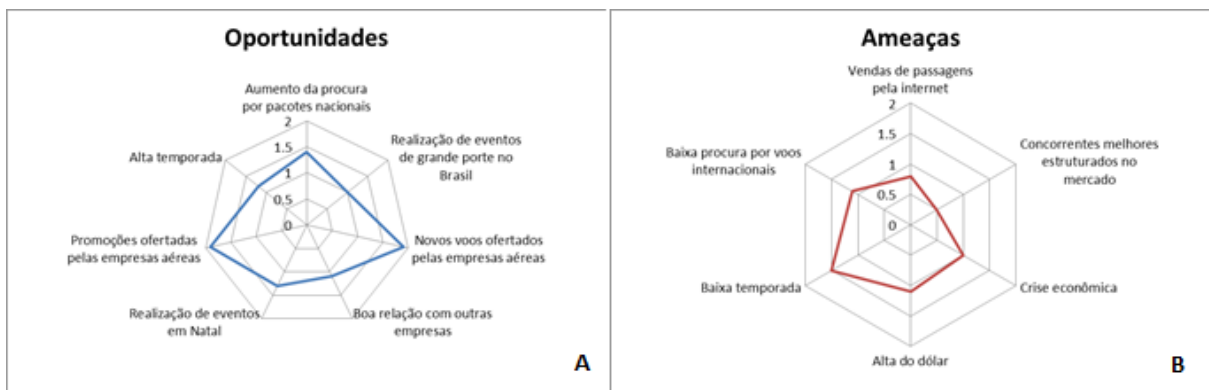 Oportunidades
Aumento da procura
por pacotes nacionais
Realização de eventos
de grande porte no
Brasil
Novos voos ofertados
pelas empresas aéreas
Boa relação com outras
empresas
Realização de eventos
em Natal
Promoções ofertadas
pelas empresas aéreas
Alta temporada
2
1.5
1
0.5
0
A
Ameaças
Vendas de passagens
pela internet
Concorrentes melhores
estruturados no
mercado
Crise econômica
Alta do dólar
Baixa temporada
Baixa procura por voos
internacionais
2
1.5
1
0.5
0
B